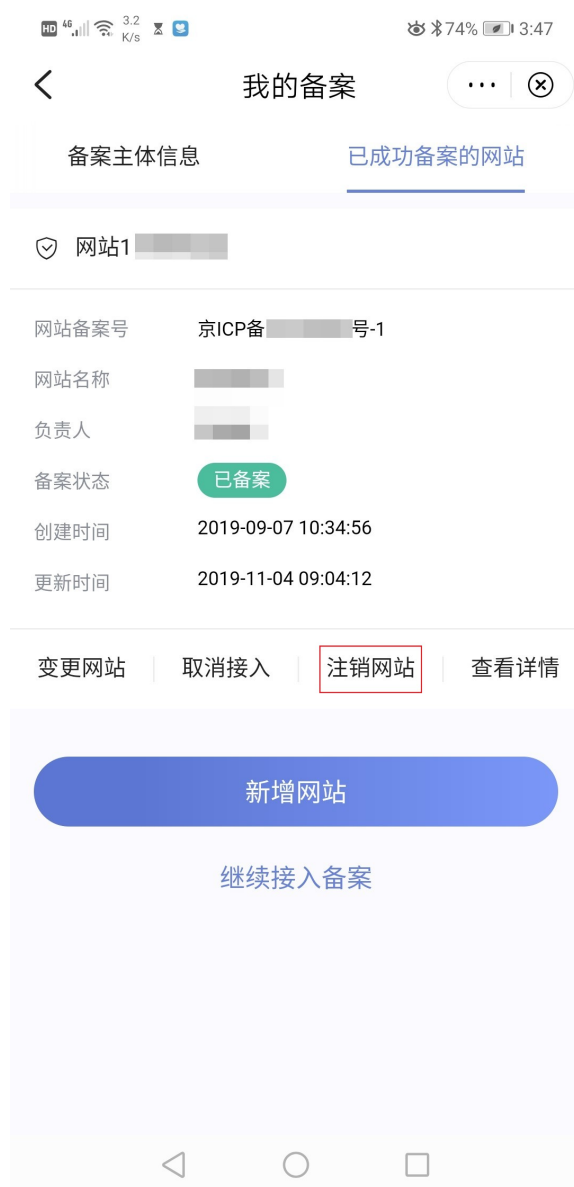 HD 4G 3.2 K/s 74% 3:47
我的备案
备案主体信息 已成功备案的网站
网站1
网站备案号 京ICP备 号-1
网站名称
负责人
备案状态 已备案
创建时间 2019-09-07 10:34:56
更新时间 2019-11-04 09:04:12
变更网站 取消接入 注销网站 查看详情
新增网站
继续接入备案